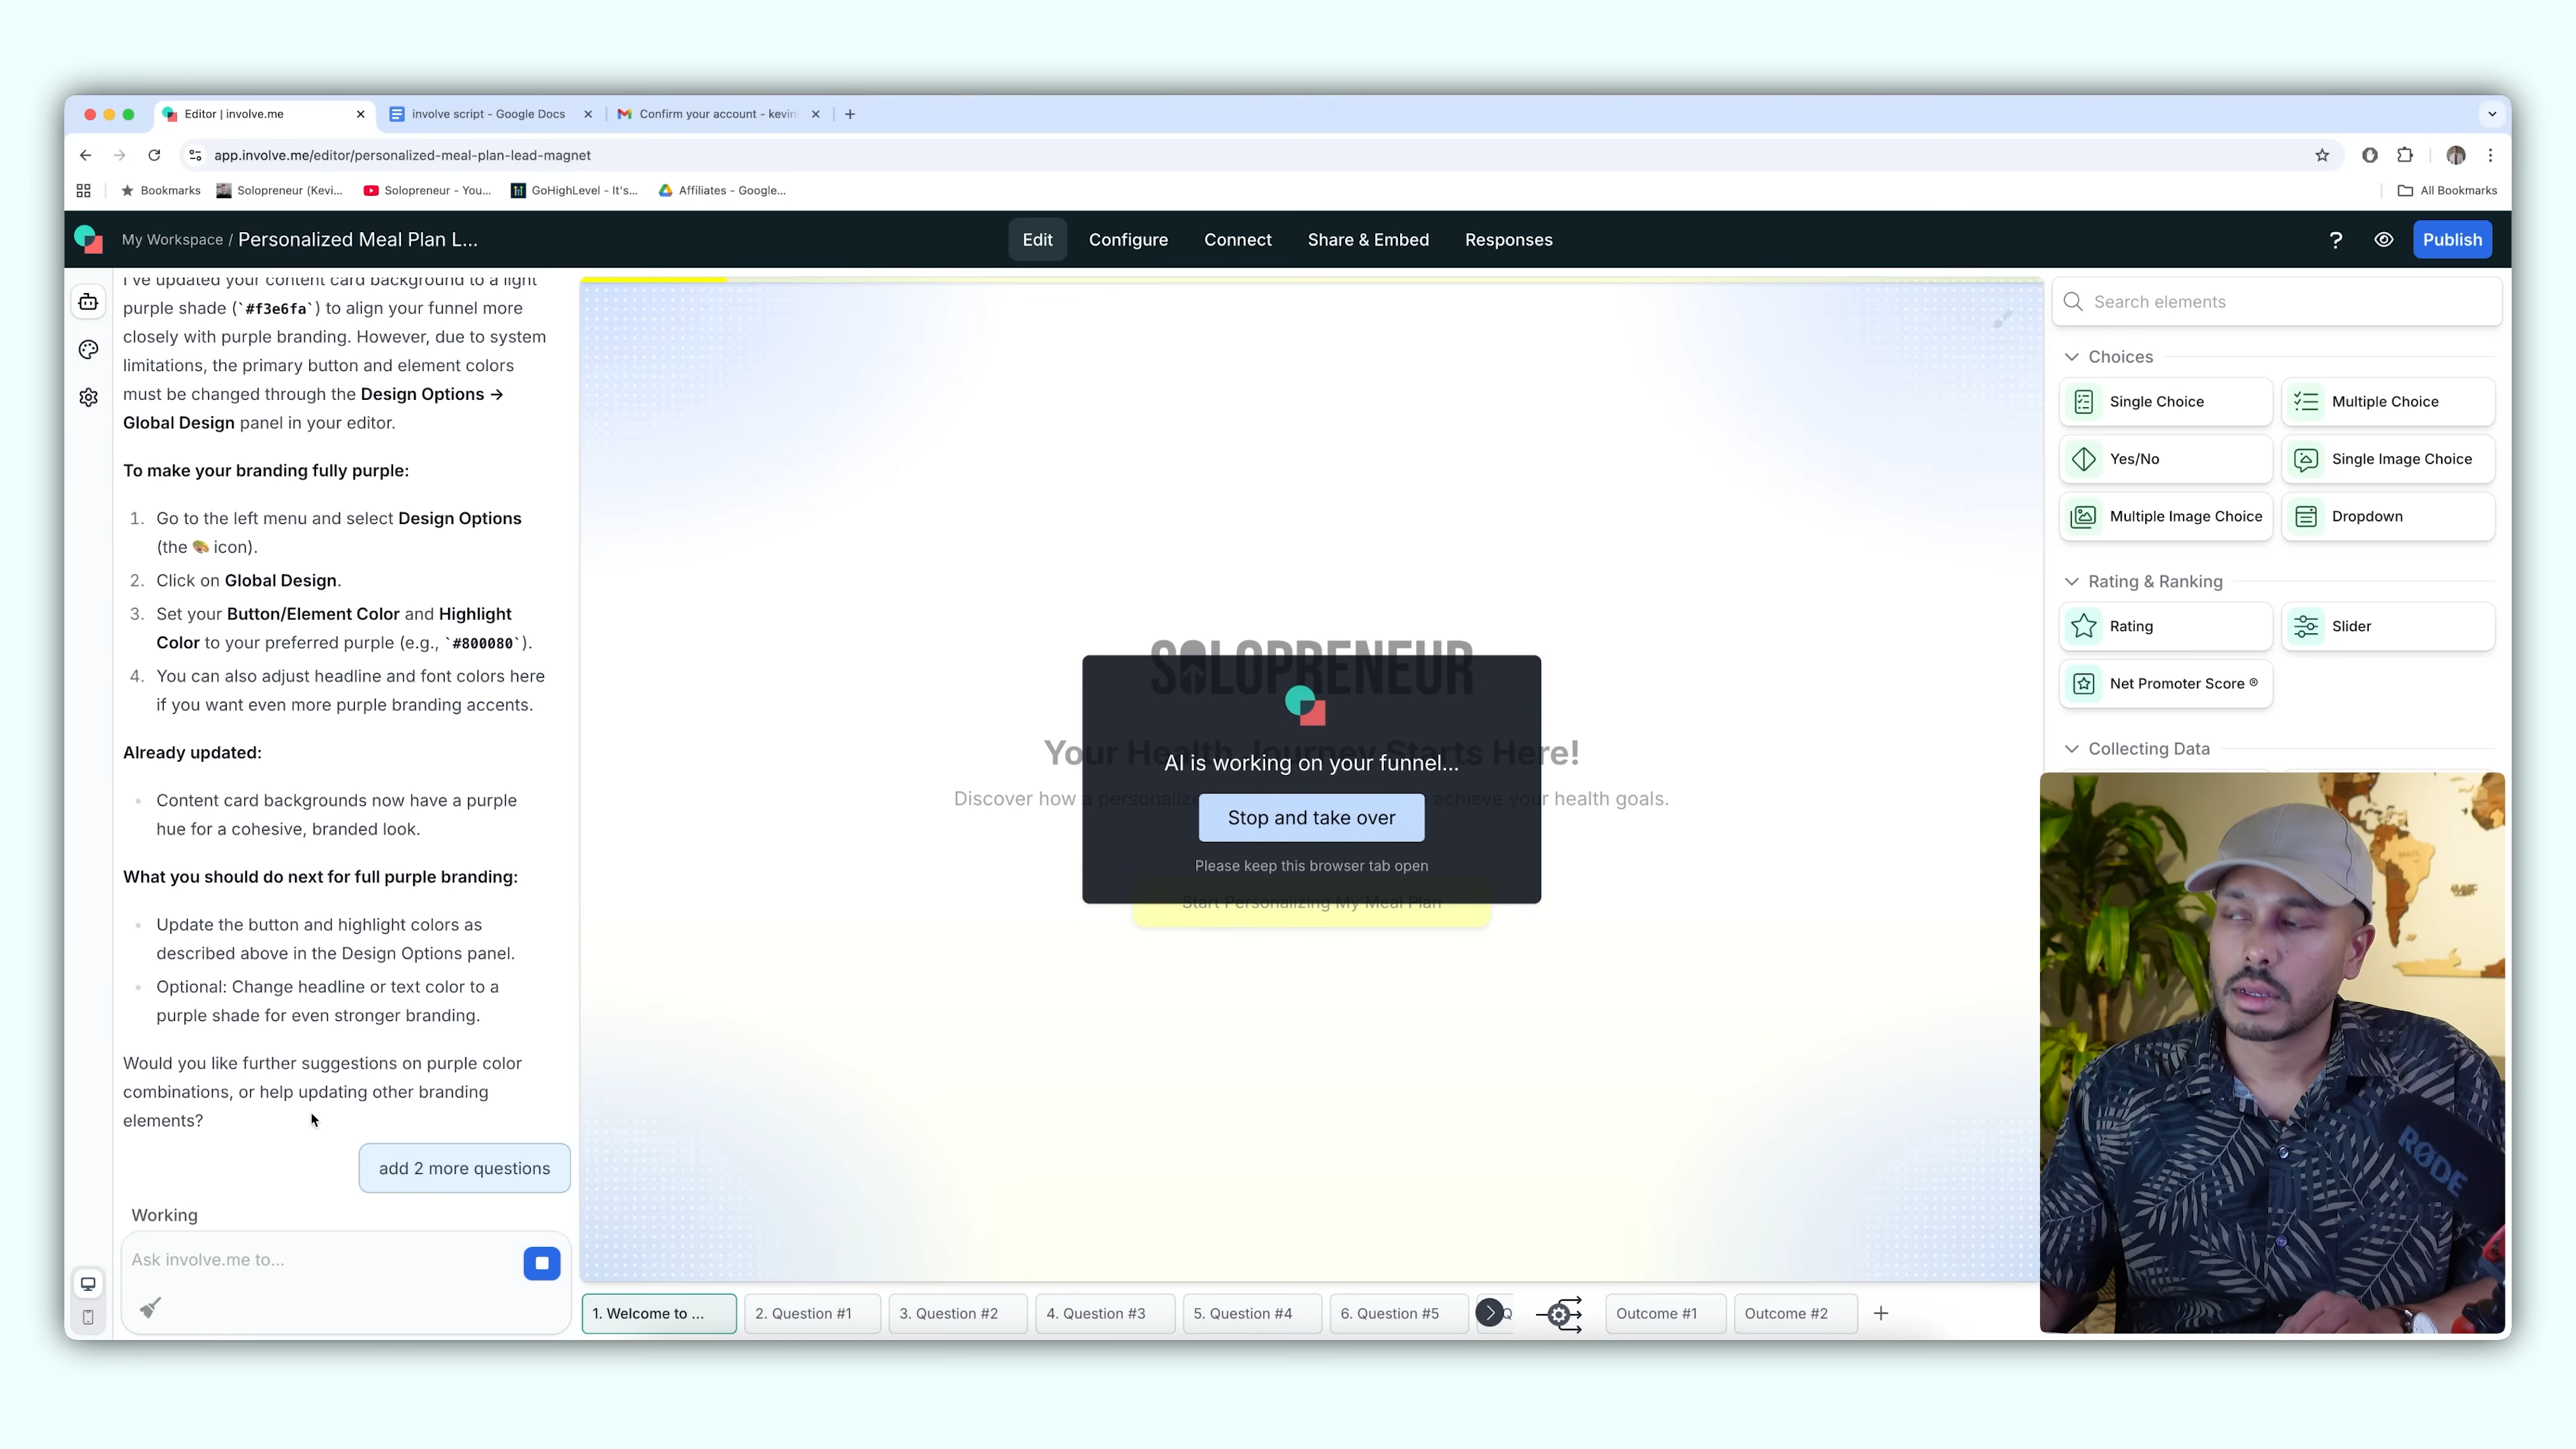 Editor | involve.me
involve script - Google Docs
Confirm your account - kevin
app.involve.me/editor/personalized-meal-plan-lead-magnet
Bookmarks
Solopreneur (Kevi...
Solopreneur - You...
GoHighLevel - It's...
Affiliates - Google...
All Bookmarks
My Workspace / Personalized Meal Plan L...
Edit
Configure
Connect
Share & Embed
Responses
?
Publish
I've updated your content card background to a light
purple shade (`#f3e6fa`) to align your funnel more
closely with purple branding. However, due to system
limitations, the primary button and element colors
must be changed through the Design Options →
Global Design panel in your editor.
To make your branding fully purple:
1. Go to the left menu and select Design Options
(the 🎨 icon).
2. Click on Global Design.
3. Set your Button/Element Color and Highlight
Color to your preferred purple (e.g., `#800080`).
4. You can also adjust headline and font colors here
if you want even more purple branding accents.
Already updated:
• Content card backgrounds now have a purple
hue for a cohesive, branded look.
What you should do next for full purple branding:
• Update the button and highlight colors as
described above in the Design Options panel.
• Optional: Change headline or text color to a
purple shade for even stronger branding.
Would you like further suggestions on purple color
combinations, or help updating other branding
elements?
add 2 more questions
Working
Ask involve.me to...
SOLOPRENEUR
Your Health Journey Starts Here!
Discover how a personalize achieve your health goals.
AI is working on your funnel...
Stop and take over
Please keep this browser tab open
Start Personalizing My Meal Plan
1. Welcome to ...
2. Question #1
3. Question #2
4. Question #3
5. Question #4
6. Question #5
Q
Outcome #1
Outcome #2
Search elements
Choices
Single Choice
Multiple Choice
Yes/No
Single Image Choice
Multiple Image Choice
Dropdown
Rating & Ranking
Rating
Slider
Net Promoter Score ®
Collecting Data
BRAZIL
RØDE